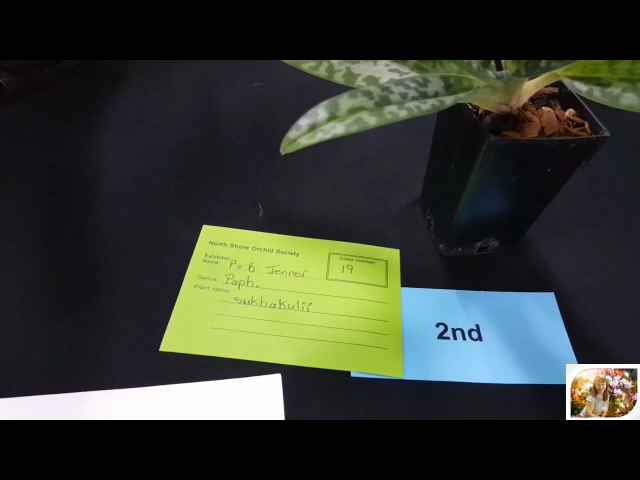 North Shore Orchid Society
Exhibitor Name: P & B Jenner
Class number: 19
Genus: Paph.
Plant name: sukhakulii
2nd